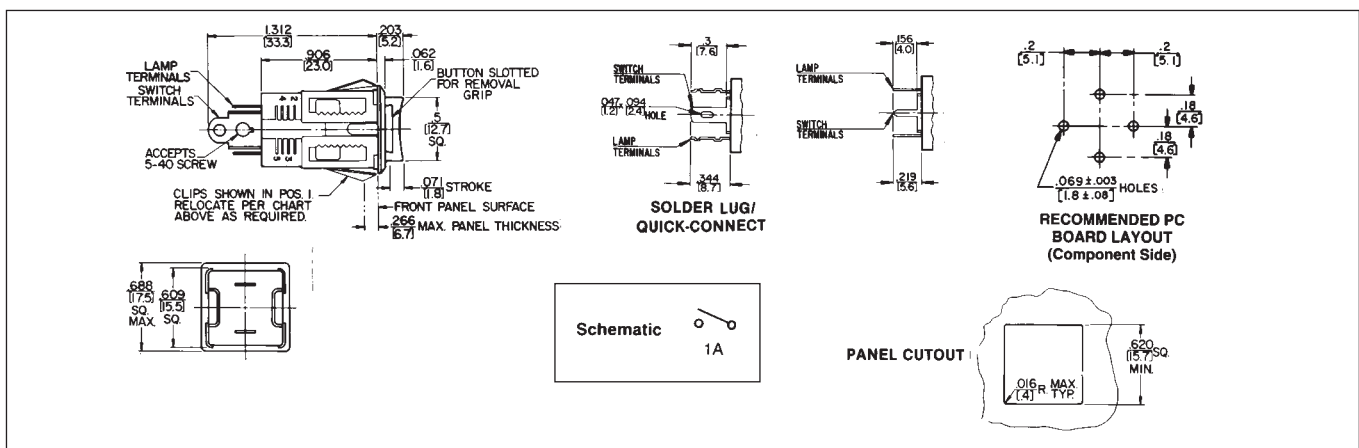 1.312
[33.3]
.203
[5.2]
.906
[23.0]
.062
[1.6]
LAMP
TERMINALS
SWITCH
TERMINALS
BUTTON SLOTTED
FOR REMOVAL
GRIP
2
4
3
5
.5
[12.7]
SQ.
ACCEPTS
5-40 SCREW
.071 STROKE
[1.8]
CLIPS SHOWN IN POS. 1.
RELOCATE PER CHART
ABOVE AS REQUIRED.
FRONT PANEL SURFACE
.266 MAX. PANEL THICKNESS
[6.7]
.3
[7.6]
SWITCH
TERMINALS
.047 x .094 HOLE
[1.2] [2.4]
LAMP
TERMINALS
.344
[8.7]
SOLDER LUG/
QUICK-CONNECT
.156
[4.0]
LAMP
TERMINALS
SWITCH
TERMINALS
.219
[5.6]
.2
[5.1]
.2
[5.1]
.18
[4.6]
.18
[4.6]
.069 ±.003 HOLES
[1.8 ±.08]
RECOMMENDED PC
BOARD LAYOUT
(Component Side)
.688
[17.5]
SQ.
MAX.
.609
[15.5]
SQ.
Schematic
1A
PANEL CUTOUT
.620 SQ.
[15.7] MIN.
.016 R. MAX.
[.4] TYP.